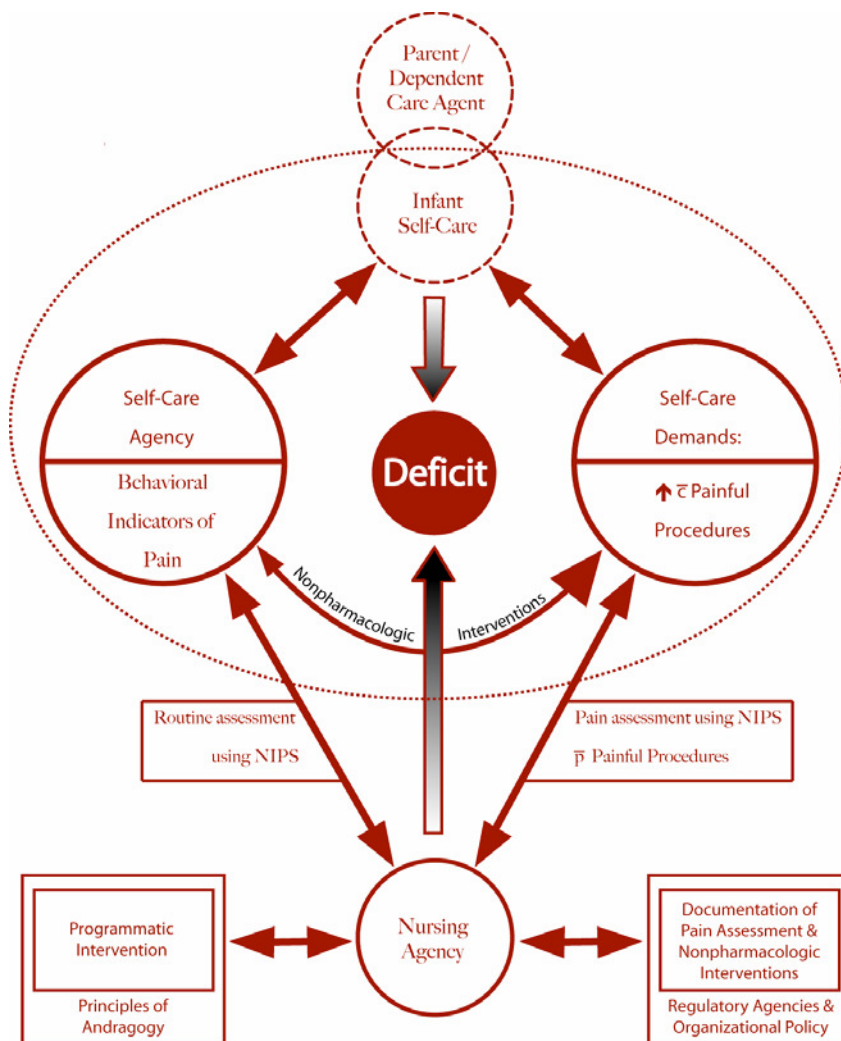 Parent /
Dependent
Care Agent
Infant
Self-Care
Self-Care
Agency
Behavioral
Indicators of
Pain
Deficit
Self-Care
Demands:
↑ c̅ Painful
Procedures
Nonpharmacologic
Interventions
Routine assessment
using NIPS
Pain assessment using NIPS
p̅ Painful Procedures
Programmatic
Intervention
Principles of
Andragogy
Nursing
Agency
Documentation of
Pain Assessment &
Nonpharmacologic
Interventions
Regulatory Agencies &
Organizational Policy